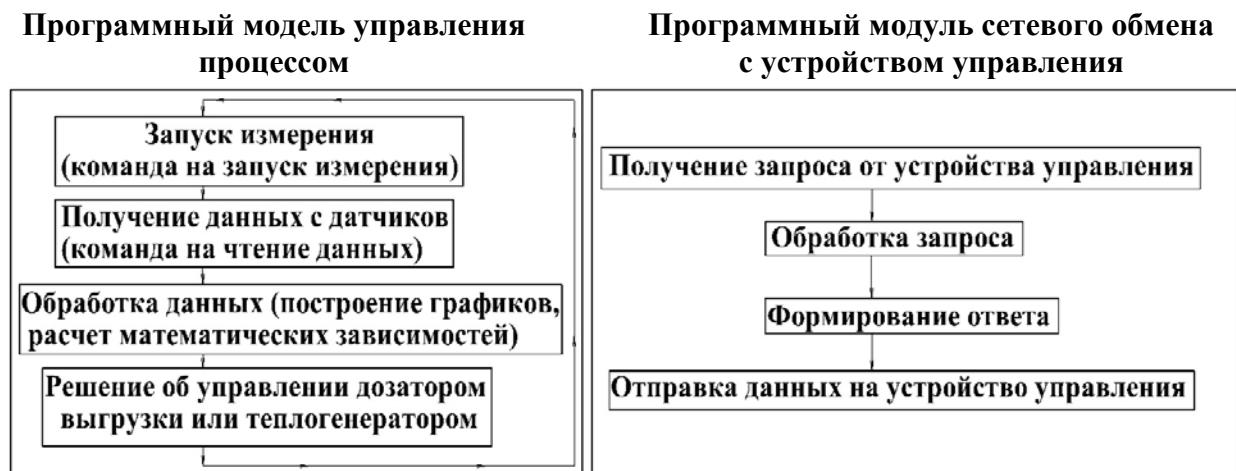 Программный модель управления
процессом
Запуск измерения
(команда на запуск измерения)
Получение данных с датчиков
(команда на чтение данных)
Обработка данных (построение графиков,
расчет математических зависимостей)
Решение об управлении дозатором
выгрузки или теплогенератором
Программный модуль сетевого обмена
с устройством управления
Получение запроса от устройства управления
Обработка запроса
Формирование ответа
Отправка данных на устройство управления